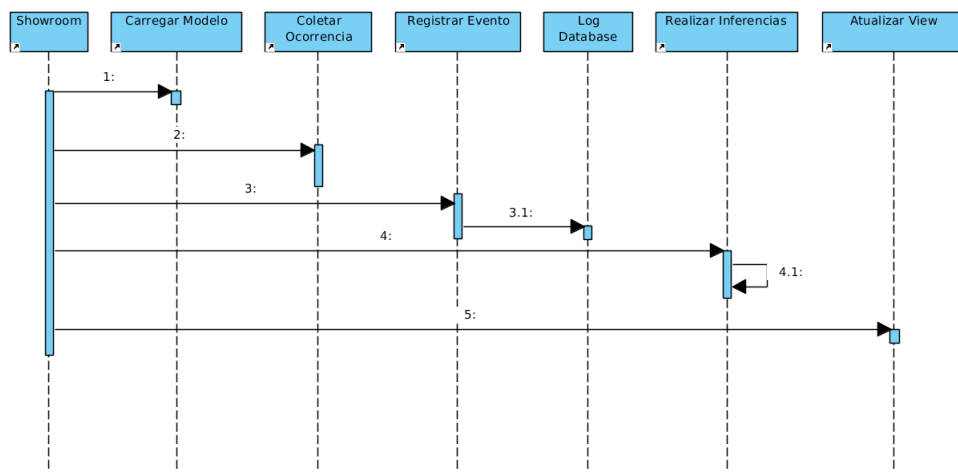 Showroom
Carregar Modelo
Coletar
Ocorrencia
Registrar Evento
Log
Database
Realizar Inferencias
Atualizar View
1:
2:
3:
3.1:
4:
4.1:
5: